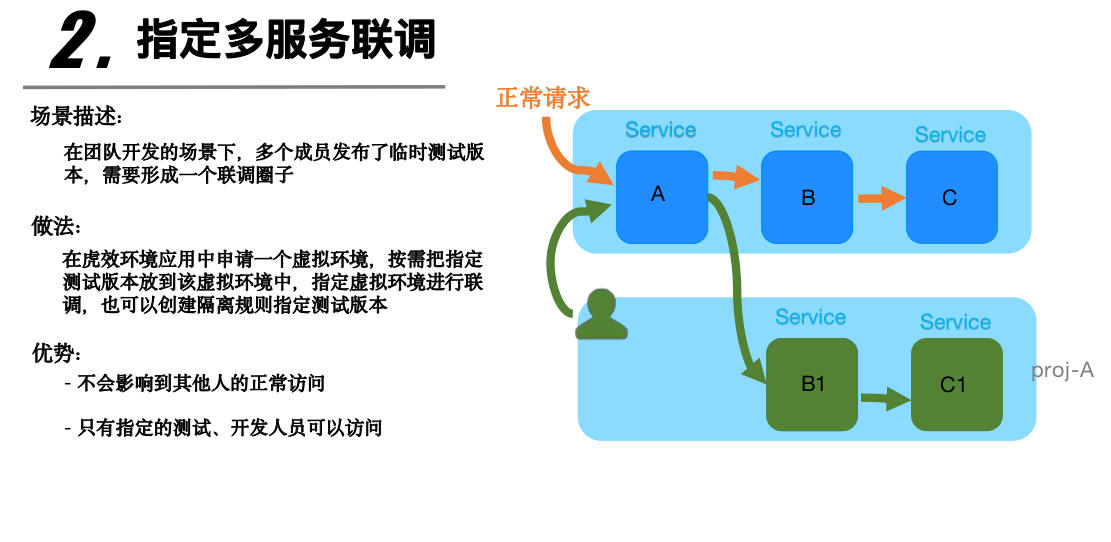 2. 指定多服务联调
场景描述:
在团队开发的场景下, 多个成员发布了临时测试版
本, 需要形成一个联调圈子
做法:
在虎效环境应用中申请一个虚拟环境, 按需把指定
测试版本放到该虚拟环境中, 指定虚拟环境进行联
调, 也可以创建隔离规则指定测试版本
优势:
- 不会影响到其他人的正常访问
- 只有指定的测试、开发人员可以访问
正常请求
Service
Service
Service
A
B
C
Service
Service
B1
C1
proj-A